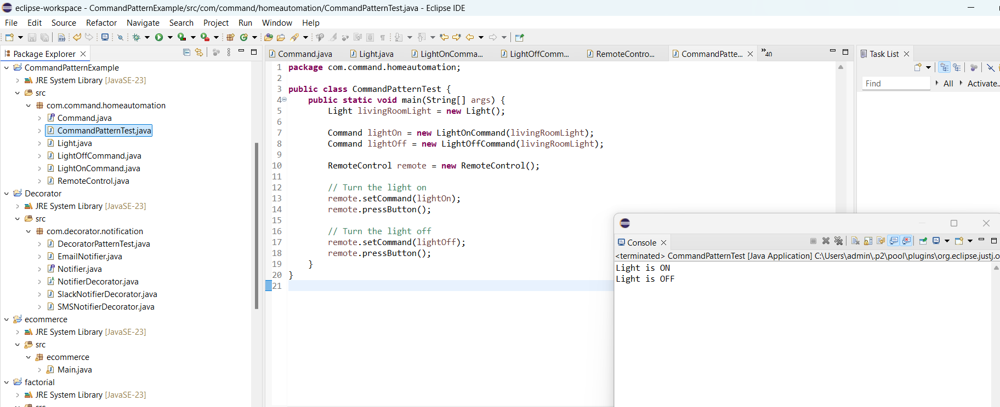 eclipse-workspace - CommandPatternExample/src/com/command/homeautomation/CommandPatternTest.java - Eclipse IDE
File Edit Source Refactor Navigate Search Project Run Window Help
Package Explorer
CommandPatternExample
JRE System Library [JavaSE-23]
src
com.command.homeautomation
Command.java
CommandPatternTest.java
Light.java
LightOffCommand.java
LightOnCommand.java
RemoteControl.java
Decorator
JRE System Library [JavaSE-23]
src
com.decorator.notification
DecoratorPatternTest.java
EmailNotifier.java
Notifier.java
NotifierDecorator.java
SlackNotifierDecorator.java
SMSNotifierDecorator.java
ecommerce
JRE System Library [JavaSE-23]
src
ecommerce
Main.java
factorial
JRE System Library [JavaSE-23]
src
Command.java Light.java LightOnComma... LightOffComm... RemoteContro... CommandPatte... »40
1 package com.command.homeautomation;
2
3 public class CommandPatternTest {
4 public static void main(String[] args) {
5 Light livingRoomLight = new Light();
6
7 Command lightOn = new LightOnCommand(livingRoomLight);
8 Command lightOff = new LightOffCommand(livingRoomLight);
9
10 RemoteControl remote = new RemoteControl();
11
12 // Turn the light on
13 remote.setCommand(lightOn);
14 remote.pressButton();
15
16 // Turn the light off
17 remote.setCommand(lightOff);
18 remote.pressButton();
19 }
20 }
21
Task List
Find All Activate..
Console
<terminated> CommandPatternTest [Java Application] C:\Users\admin\.p2\pool\plugins\org.eclipse.justj.o
Light is ON
Light is OFF